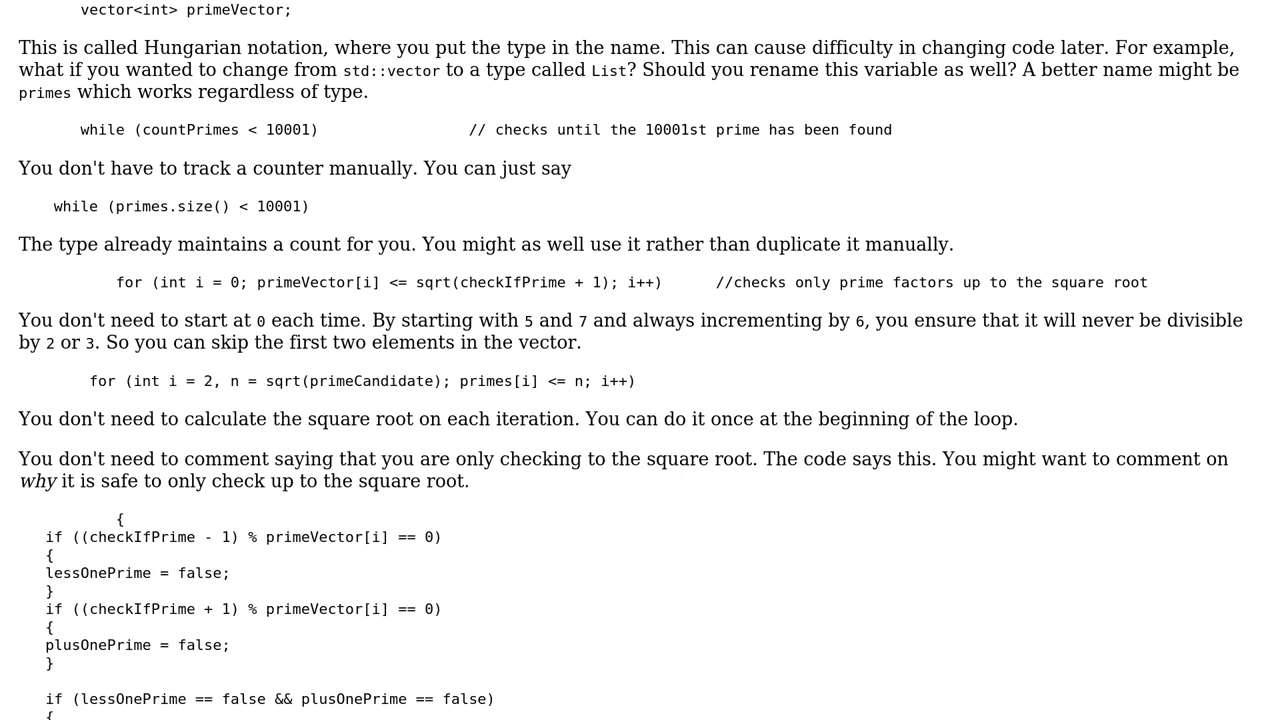 vector<int> primeVector;
This is called Hungarian notation, where you put the type in the name. This can cause difficulty in changing code later. For example,
what if you wanted to change from std::vector to a type called List? Should you rename this variable as well? A better name might be
primes which works regardless of type.
while (countPrimes < 10001)                 // checks until the 10001st prime has been found
You don't have to track a counter manually. You can just say
while (primes.size() < 10001)
The type already maintains a count for you. You might as well use it rather than duplicate it manually.
for (int i = 0; primeVector[i] <= sqrt(checkIfPrime + 1); i++)      //checks only prime factors up to the square root
You don't need to start at 0 each time. By starting with 5 and 7 and always incrementing by 6, you ensure that it will never be divisible
by 2 or 3. So you can skip the first two elements in the vector.
for (int i = 2, n = sqrt(primeCandidate); primes[i] <= n; i++)
You don't need to calculate the square root on each iteration. You can do it once at the beginning of the loop.
You don't need to comment saying that you are only checking to the square root. The code says this. You might want to comment on
why it is safe to only check up to the square root.
{
if ((checkIfPrime - 1) % primeVector[i] == 0)
{
lessOnePrime = false;
}
if ((checkIfPrime + 1) % primeVector[i] == 0)
{
plusOnePrime = false;
}
if (lessOnePrime == false && plusOnePrime == false)
{